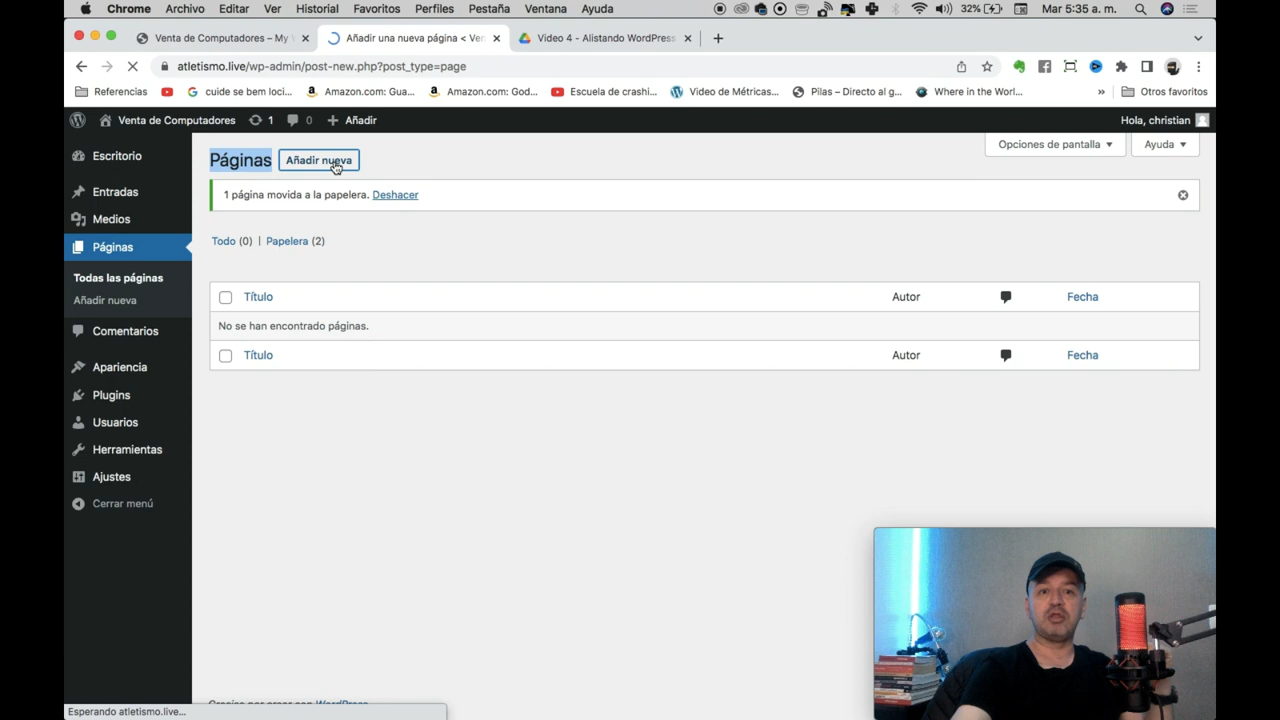 Chrome Archivo Editar Ver Historial Favoritos Perfiles Pestaña Ventana Ayuda 32% Mar 5:35 a. m.
Venta de Computadores – My W Añadir una nueva página < Ven Video 4 - Alistando WordPress
atletismo.live/wp-admin/post-new.php?post_type=page
Referencias cuide se bem loci... Amazon.com: Gua... Amazon.com: God... Escuela de crashi... Video de Métricas... Pilas – Directo al g... Where in the Worl... » Otros favoritos
Venta de Computadores 1 0 Añadir Hola, christian
Escritorio
Entradas
Medios
Páginas
Todas las páginas
Añadir nueva
Comentarios
Apariencia
Plugins
Usuarios
Herramientas
Ajustes
Cerrar menú
Páginas Añadir nueva Opciones de pantalla Ayuda
1 página movida a la papelera. Deshacer
Todo (0) | Papelera (2)
Título Autor Fecha
No se han encontrado páginas.
Título Autor Fecha
Esperando atletismo.live...